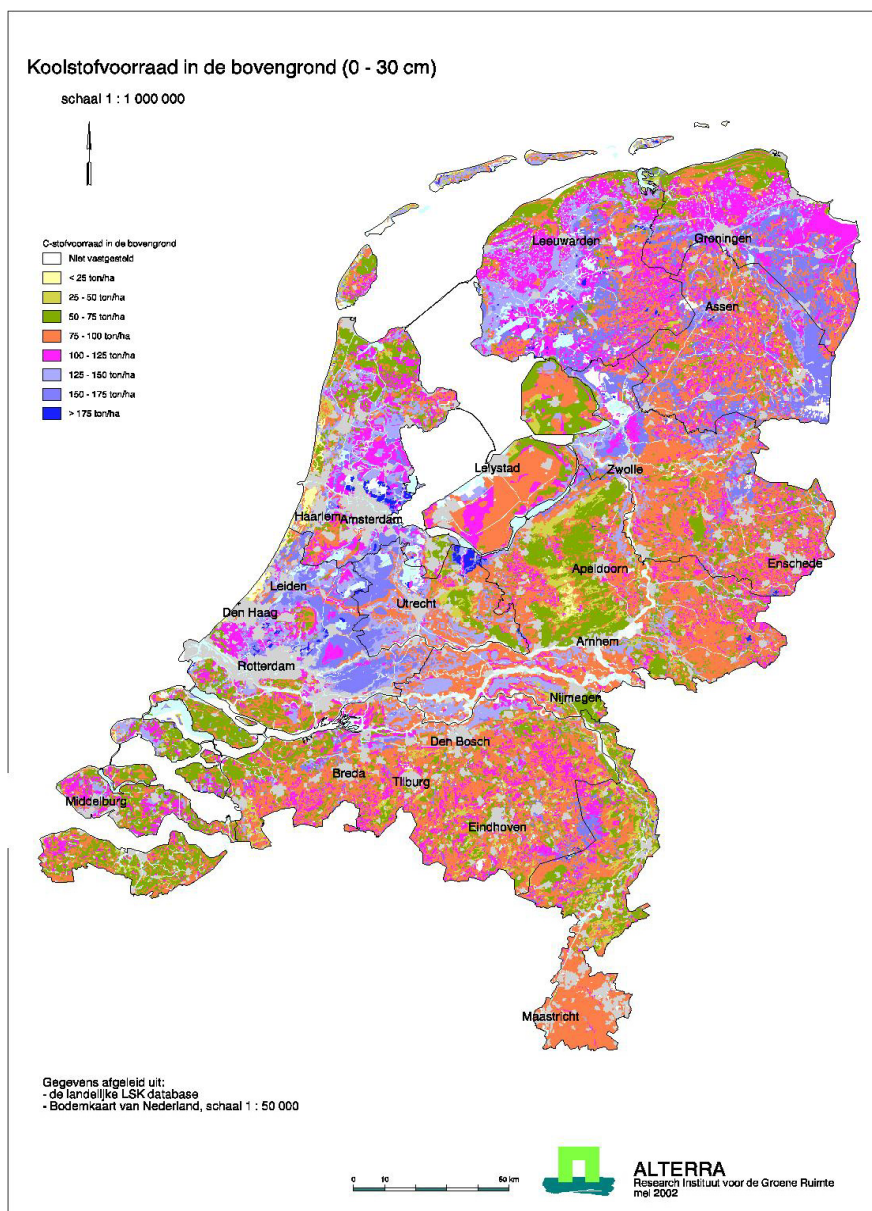 Koolstofvoorraad in de bovengrond (0 - 30 cm)
schaal 1 : 1 000 000
C-stofvoorraad in de bovengrond
Niet vastgesteld
< 25 ton/ha
25 - 50 ton/ha
50 - 75 ton/ha
75 - 100 ton/ha
100 - 125 ton/ha
125 - 150 ton/ha
150 - 175 ton/ha
> 175 ton/ha
Leeuwarden
Groningen
Assen
Lelystad
Zwolle
Haarlem
Amsterdam
Apeldoorn
Enschede
Leiden
Utrecht
Den Haag
Arnhem
Rotterdam
Nijmegen
Den Bosch
Breda
Tilburg
Middelburg
Eindhoven
Maastricht
Gegevens afgeleid uit:
- de landelijke LSK database
- Bodemkaart van Nederland, schaal 1 : 50 000
0 10 50 km
ALTERRA
Research Instituut voor de Groene Ruimte
mei 2002